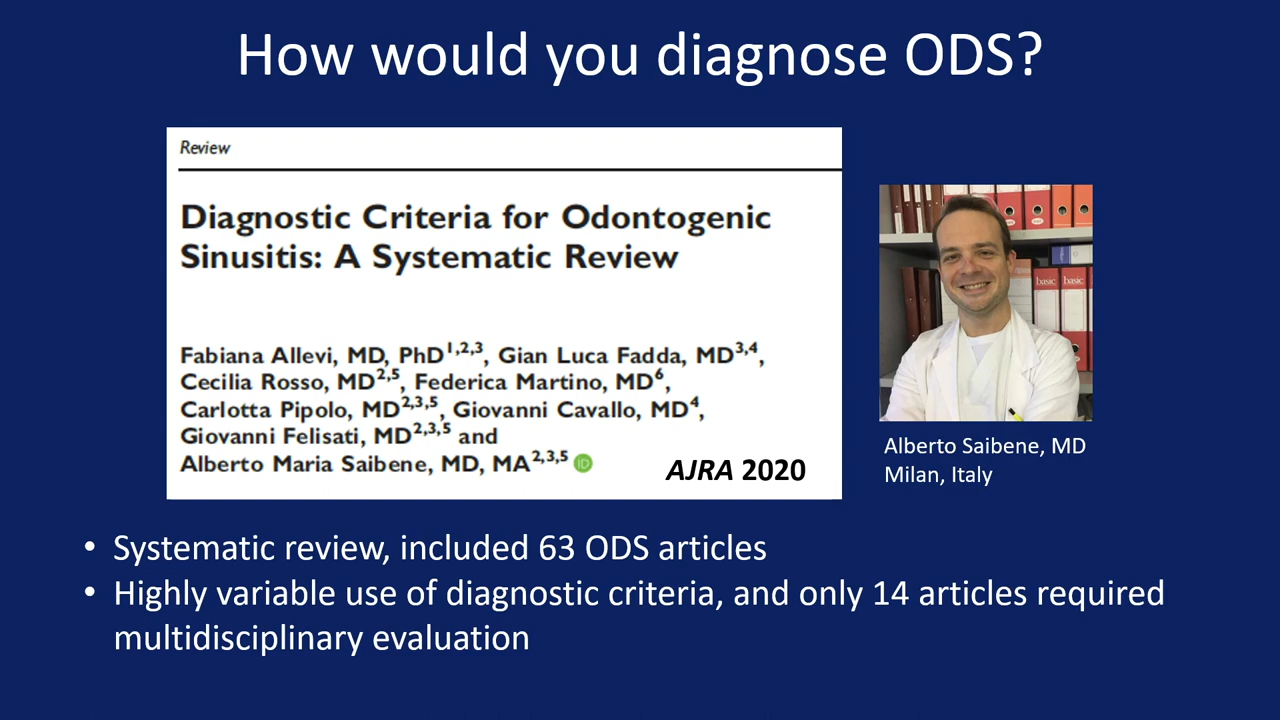 How would you diagnose ODS?
Review
Diagnostic Criteria for Odontogenic
Sinusitis: A Systematic Review
Fabiana Allevi, MD, PhD1,2,3, Gian Luca Fadda, MD3,4,
Cecilia Rosso, MD2,5, Federica Martino, MD6,
Carlotta Pipolo, MD2,3,5, Giovanni Cavallo, MD4,
Giovanni Felisati, MD2,3,5 and
Alberto Maria Saibene, MD, MA2,3,5 iD
AJRA 2020
basic
basic
Alberto Saibene, MD
Milan, Italy
• Systematic review, included 63 ODS articles
• Highly variable use of diagnostic criteria, and only 14 articles required
multidisciplinary evaluation